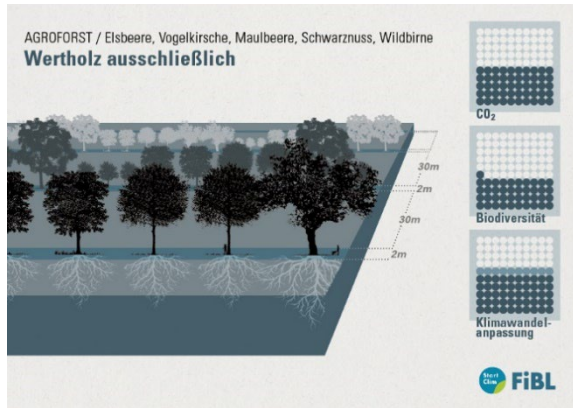 AGROFORST / Elsbeere, Vogelkirsche, Maulbeere, Schwarznuss, Wildbirne
Wertholz ausschließlich
CO₂
30m
2m
Biodiversität
30m
2m
Klimawandel-
anpassung
FiBL